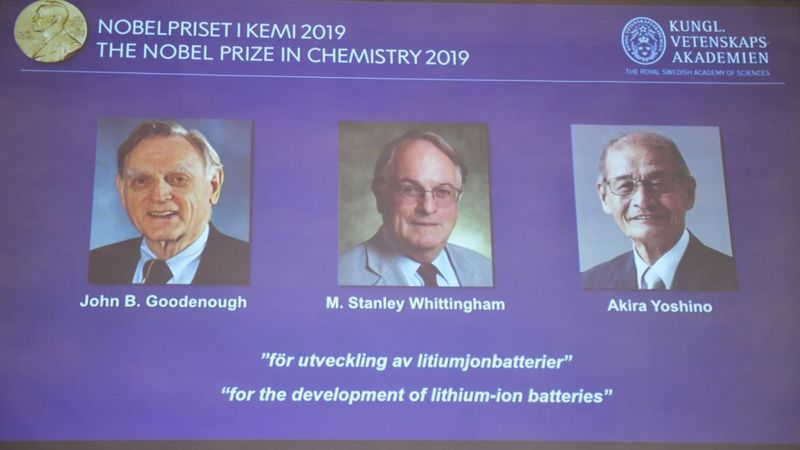 NOBELPRISET I KEMI 2019
THE NOBEL PRIZE IN CHEMISTRY 2019
KUNGL.
VETENSKAPS-
AKADEMIEN
THE ROYAL SWEDISH ACADEMY OF SCIENCES
John B. Goodenough
M. Stanley Whittingham
Akira Yoshino
”för utveckling av litiumjonbatterier”
“for the development of lithium-ion batteries”